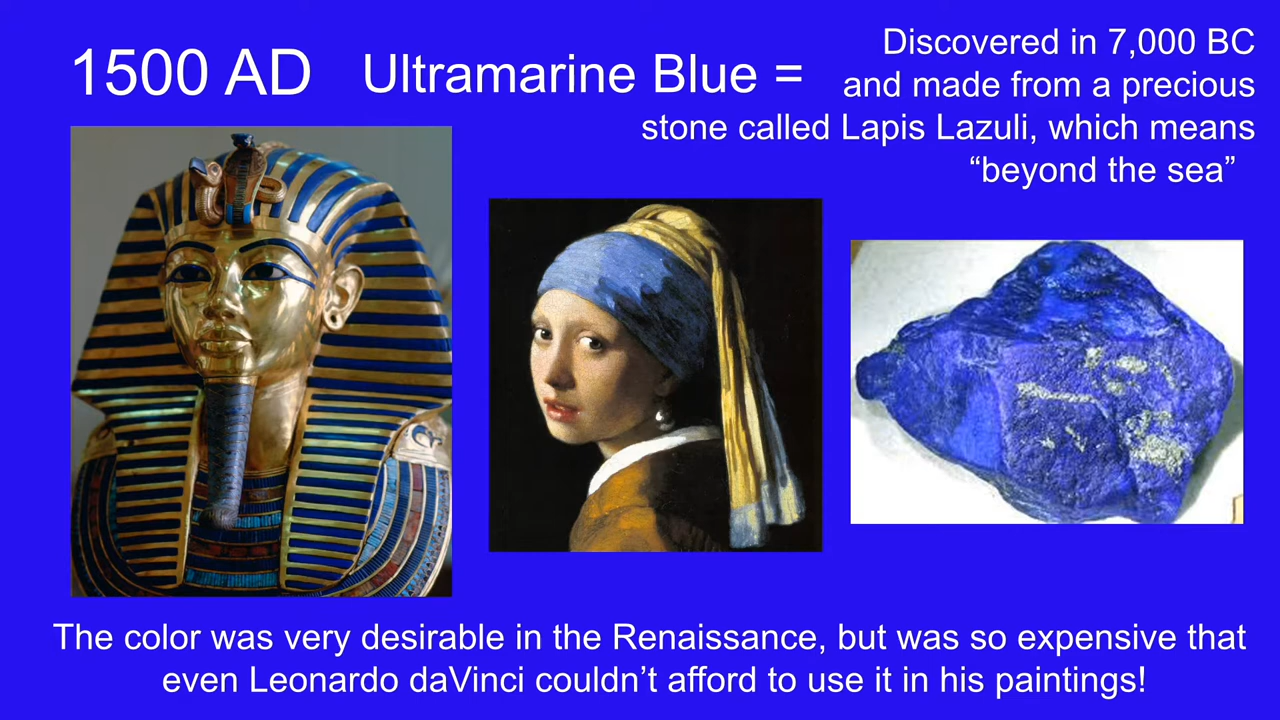 1500 AD
Ultramarine Blue =
Discovered in 7,000 BC
and made from a precious
stone called Lapis Lazuli, which means
“beyond the sea”
The color was very desirable in the Renaissance, but was so expensive that
even Leonardo daVinci couldn’t afford to use it in his paintings!